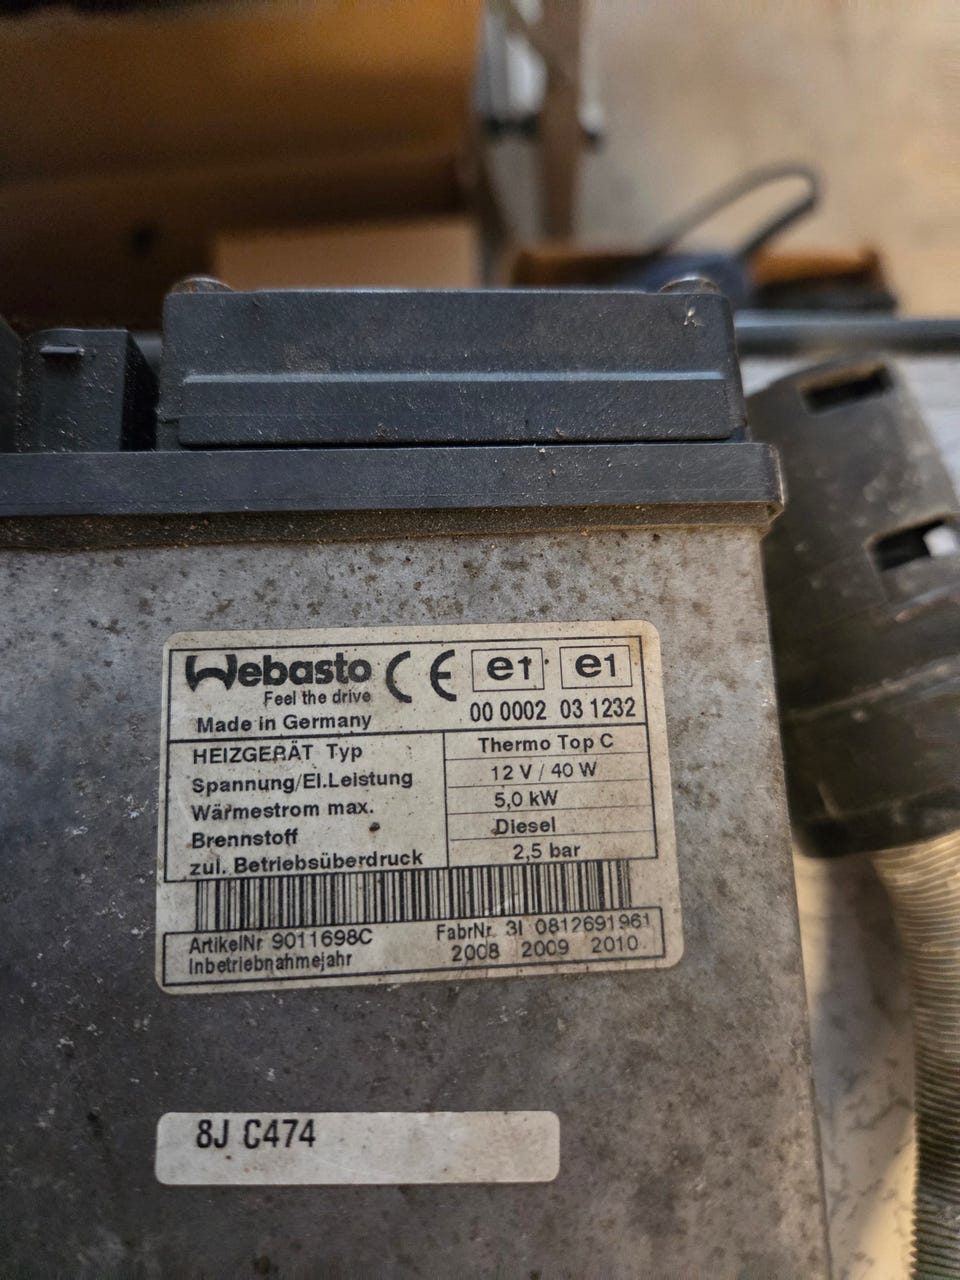 Webasto CE e1 e1
Feel the drive
Made in Germany 00 0002 03 1232
HEIZGERÄT Typ Thermo Top C
Spannung/El.Leistung 12 V / 40 W
Wärmestrom max. 5,0 kW
Brennstoff Diesel
zul. Betriebsüberdruck 2,5 bar
ArtikelNr 9011698C FabrNr. 3I 0812691961
Inbetriebnahmejahr 2008 2009 2010
8J C474